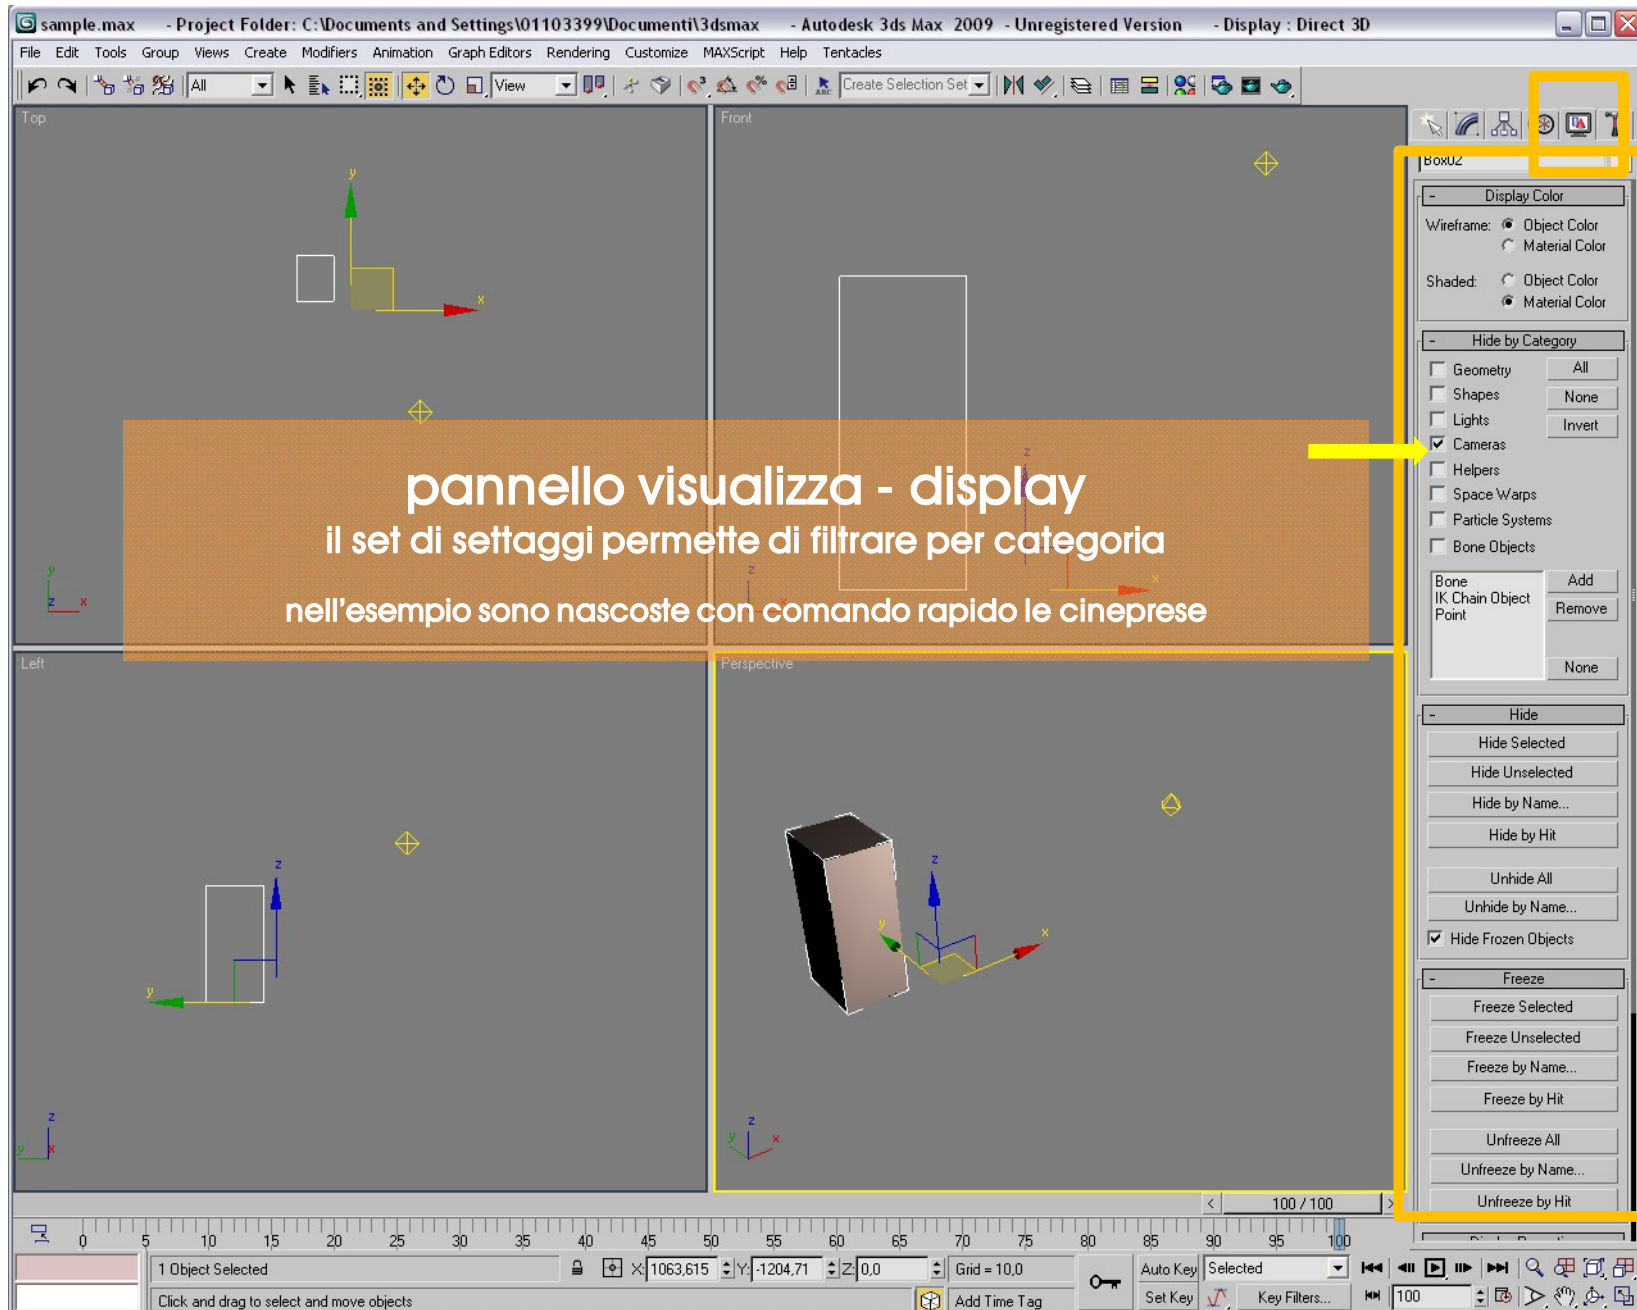 sample.max - Project Folder: C:\Documents and Settings\01103399\Documenti\3dsmax - Autodesk 3ds Max 2009 - Unregistered Version - Display : Direct 3D
File Edit Tools Group Views Create Modifiers Animation Graph Editors Rendering Customize MAXScript Help Tentacles
All View Create Selection Set
Top
Front
Box02
Display Color
Wireframe: Object Color
Material Color
Shaded: Object Color
Material Color
Hide by Category
Geometry All
Shapes None
Lights Invert
Cameras
Helpers
Space Warps
Particle Systems
Bone Objects
Bone Add
IK Chain Object
Point Remove
None
pannello visualizza - display
il set di settaggi permette di filtrare per categoria
nell'esempio sono nascoste con comando rapido le cineprese
y
x
z
x
y
z x
z
x
Left
Perspective
Hide
Hide Selected
Hide Unselected
Hide by Name...
Hide by Hit
Unhide All
Unhide by Name...
Hide Frozen Objects
Freeze
Freeze Selected
Freeze Unselected
Freeze by Name...
Freeze by Hit
Unfreeze All
Unfreeze by Name...
Unfreeze by Hit
z
y
z
y x
z
y x
z
y x
< 100 / 100 >
0 5 10 15 20 25 30 35 40 45 50 55 60 65 70 75 80 85 90 95 100
1 Object Selected X: 1063,615 Y: -1204,71 Z: 0,0 Grid = 10,0 Auto Key Selected
Click and drag to select and move objects Add Time Tag Set Key Key Filters... 100